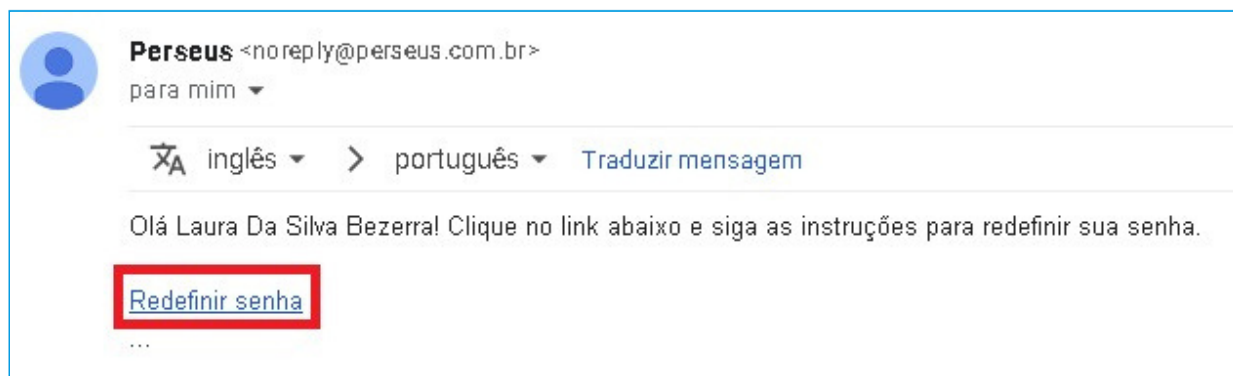 Perseus <noreply@perseus.com.br>
para mim
inglês > português Traduzir mensagem
Olá Laura Da Silva Bezerra! Clique no link abaixo e siga as instruções para redefinir sua senha.
Redefinir senha
...